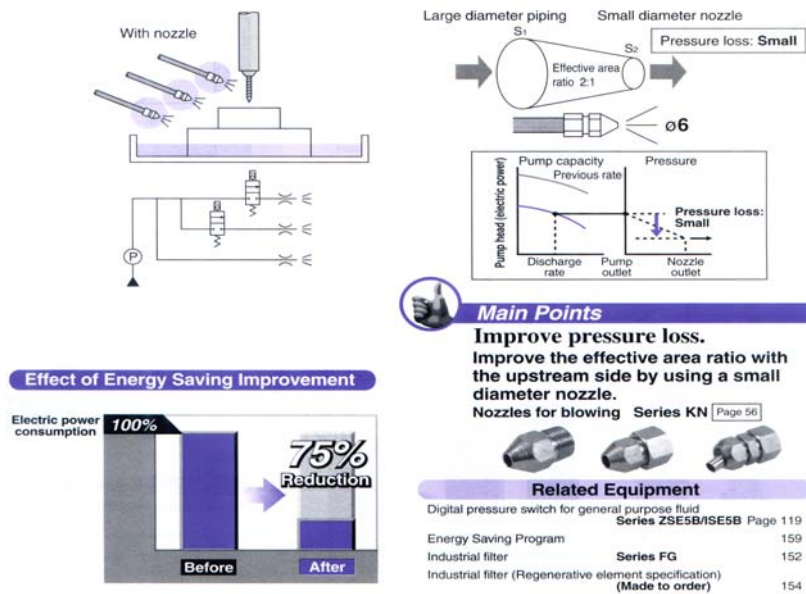 With nozzle
P
Effect of Energy Saving Improvement
Electric power
consumption
100%
75%
Reduction
Before
After
Large diameter piping
Small diameter nozzle
S1
S2
Effective area
ratio 2:1
Pressure loss: Small
ø6
Pump capacity
Pressure
Previous rate
Pump head (electric power)
Pressure loss:
Small
Discharge
rate
Pump
outlet
Nozzle
outlet
Main Points
Improve pressure loss.
Improve the effective area ratio with
the upstream side by using a small
diameter nozzle.
Nozzles for blowing Series KN Page 56
Related Equipment
Digital pressure switch for general purpose fluid
Series ZSE5B/ISE5B Page 119
Energy Saving Program 159
Industrial filter Series FG 152
Industrial filter (Regenerative element specification)
(Made to order) 154